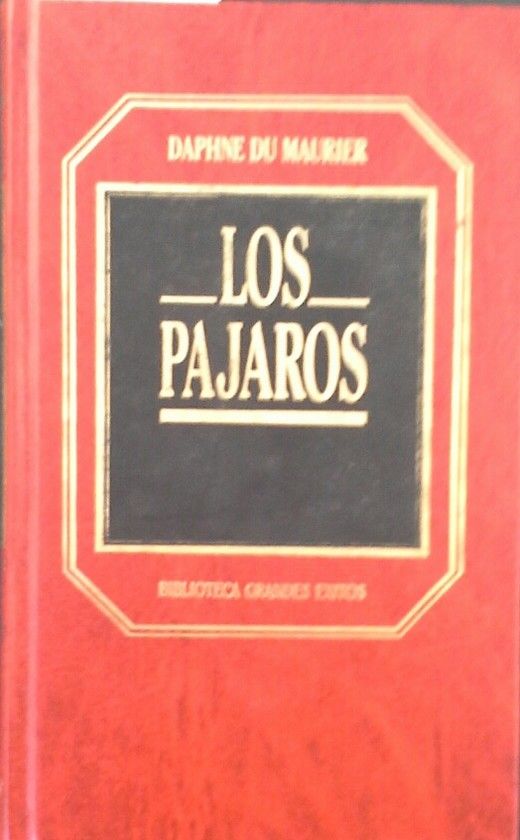 DAPHNE DU MAURIER
LOS
PAJAROS
BIBLIOTECA GRANDES EXITOS